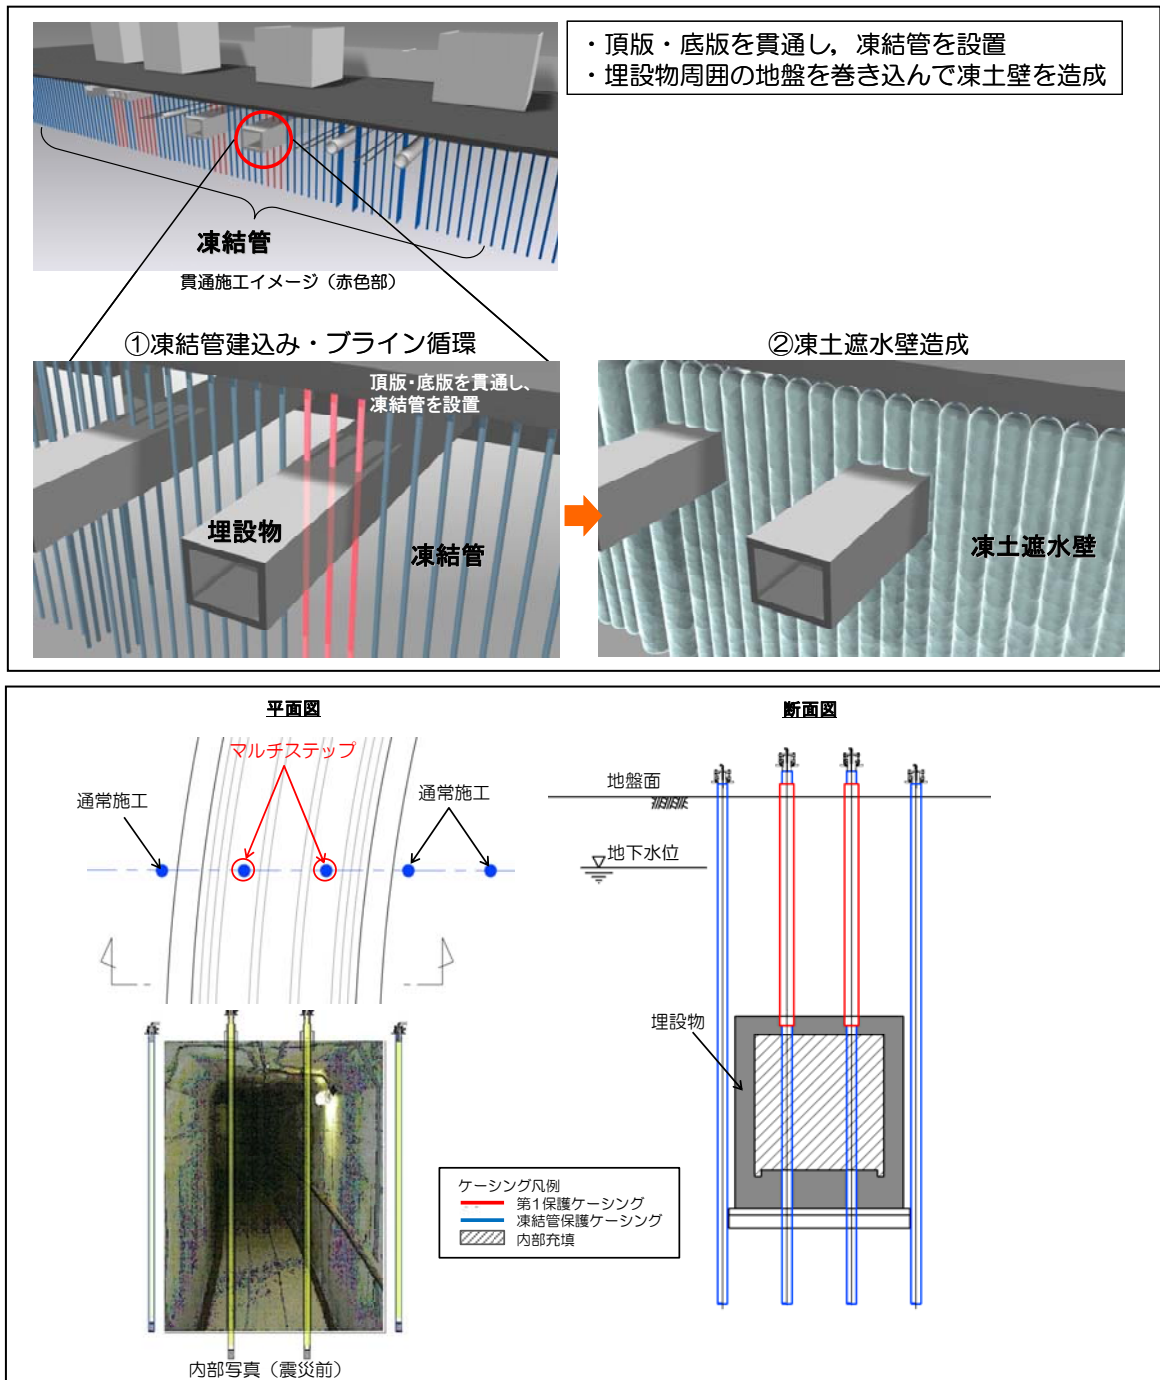 ・頂版・底版を貫通し，凍結管を設置
・埋設物周囲の地盤を巻き込んで凍土壁を造成
凍結管
貫通施工イメージ（赤色部）
①凍結管建込み・ブライン循環
②凍土遮水壁造成
頂版・底版を貫通し、
凍結管を設置
埋設物
凍結管
凍土遮水壁
平面図
断面図
マルチステップ
通常施工
通常施工
地盤面
地下水位
埋設物
ケーシング凡例
第1保護ケーシング
凍結管保護ケーシング
内部充填
内部写真（震災前）